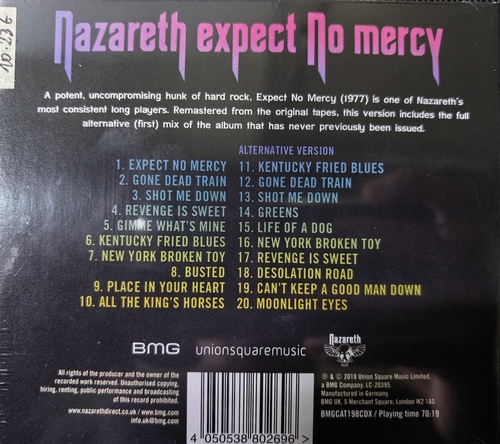 10-236
Nazareth expect No mercy
A potent, uncompromising hunk of hard rock, Expect No Mercy (1977) is one of Nazareth's
most consistent long players. Remastered from the original tapes, this version includes the full
alternative (first) mix of the album that has never previously been issued.
1. EXPECT NO MERCY
2. GONE DEAD TRAIN
3. SHOT ME DOWN
4. REVENGE IS SWEET
5. GIMME WHAT'S MINE
6. KENTUCKY FRIED BLUES
7. NEW YORK BROKEN TOY
8. BUSTED
9. PLACE IN YOUR HEART
10. ALL THE KING'S HORSES
ALTERNATIVE VERSION
11. KENTUCKY FRIED BLUES
12. GONE DEAD TRAIN
13. SHOT ME DOWN
14. GREENS
15. LIFE OF A DOG
16. NEW YORK BROKEN TOY
17. REVENGE IS SWEET
18. DESOLATION ROAD
19. CAN'T KEEP A GOOD MAN DOWN
20. MOONLIGHT EYES
BMG
unionsquaremusic
Nazareth
All rights of the producer and the owner of the
recorded work reserved. Unauthorised copying,
hiring, renting, public performance and broadcasting
of this record prohibited.
www.nazarethdirect.co.uk / www.bmg.com
info.uk@bmg.com
4 050538 802696 >
℗ & © 2018 Union Square Music Limited,
a BMG Company. LC-20395.
Manufactured in Germany.
BMG UK, 5 Merchant Square, London W2 1AS
BMGCAT198CDX / Playing time 70:19